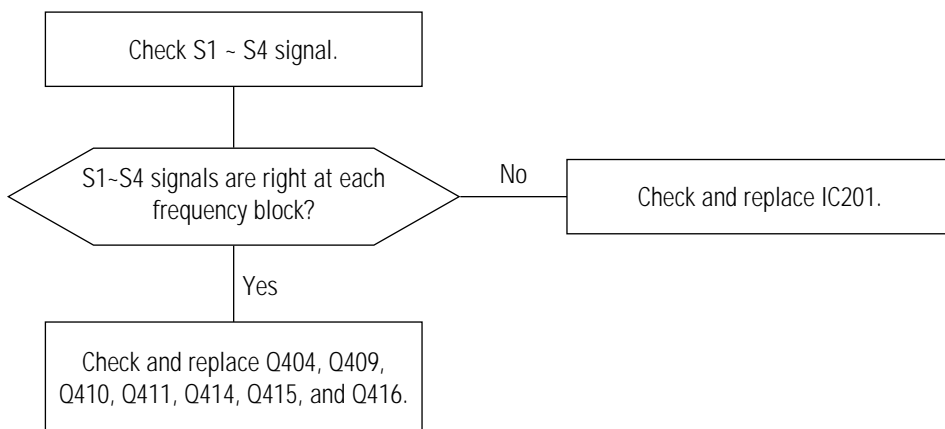 Check S1 ~ S4 signal.
S1~S4 signals are right at each
frequency block?
No
Check and replace IC201.
Yes
Check and replace Q404, Q409,
Q410, Q411, Q414, Q415, and Q416.